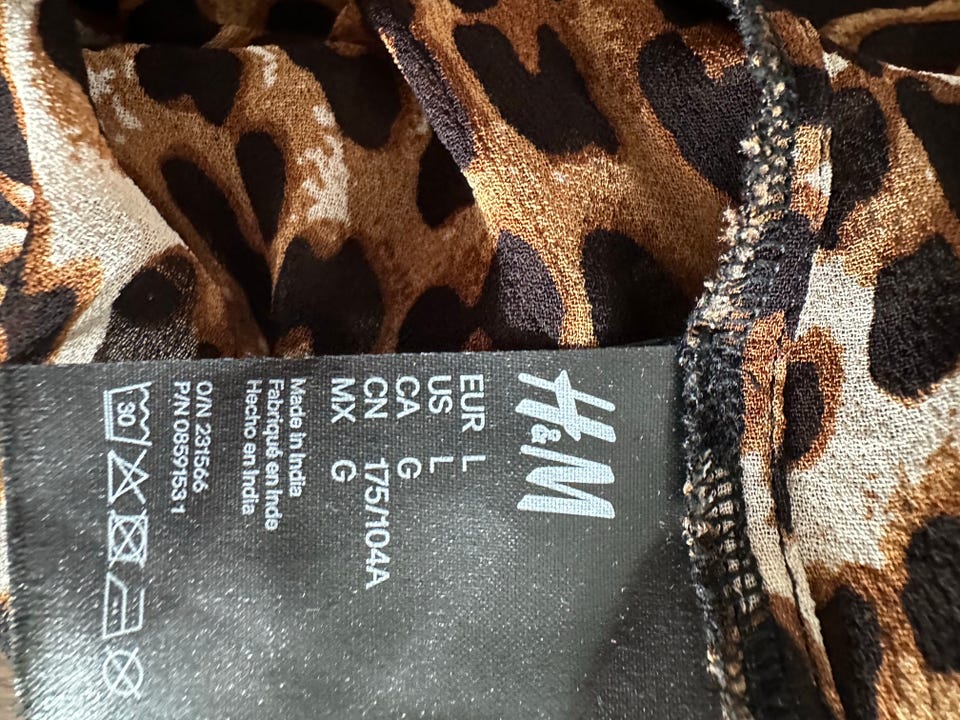 H&M
EUR L
US L
CA G
CN 175/104A
MX G
Made in India
Fabriqué en Inde
Hecho en India
O/N 231566
P/N 0859153 1
30